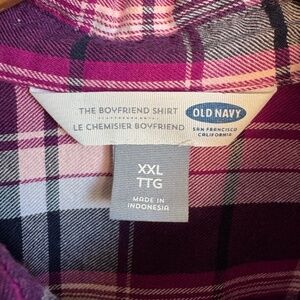 THE BOYFRIEND SHIRT
LE CHEMISIER BOYFRIEND
OLD NAVY
SAN FRANCISCO
CALIFORNIA
XXL
TTG
MADE IN
INDONESIA